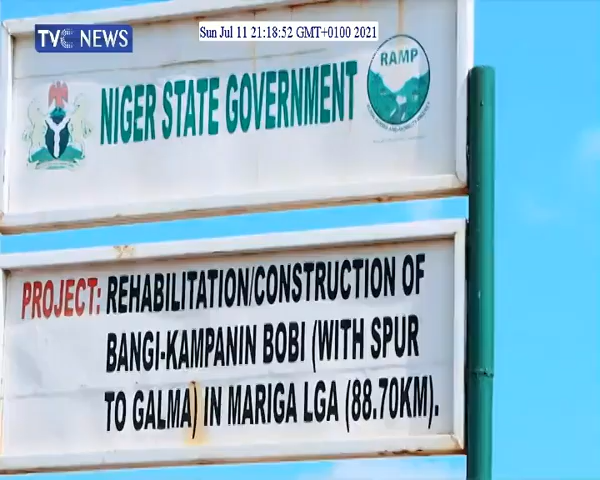 TVC NEWS
Sun Jul 11 21:18:52 GMT+0100 2021
RAMP
NIGER STATE GOVERNMENT
PROJECT: REHABILITATION/CONSTRUCTION OF
BANGI-KAMPANIN BOBI (WITH SPUR
TO GALMA) IN MARIGA LGA (88.70KM).